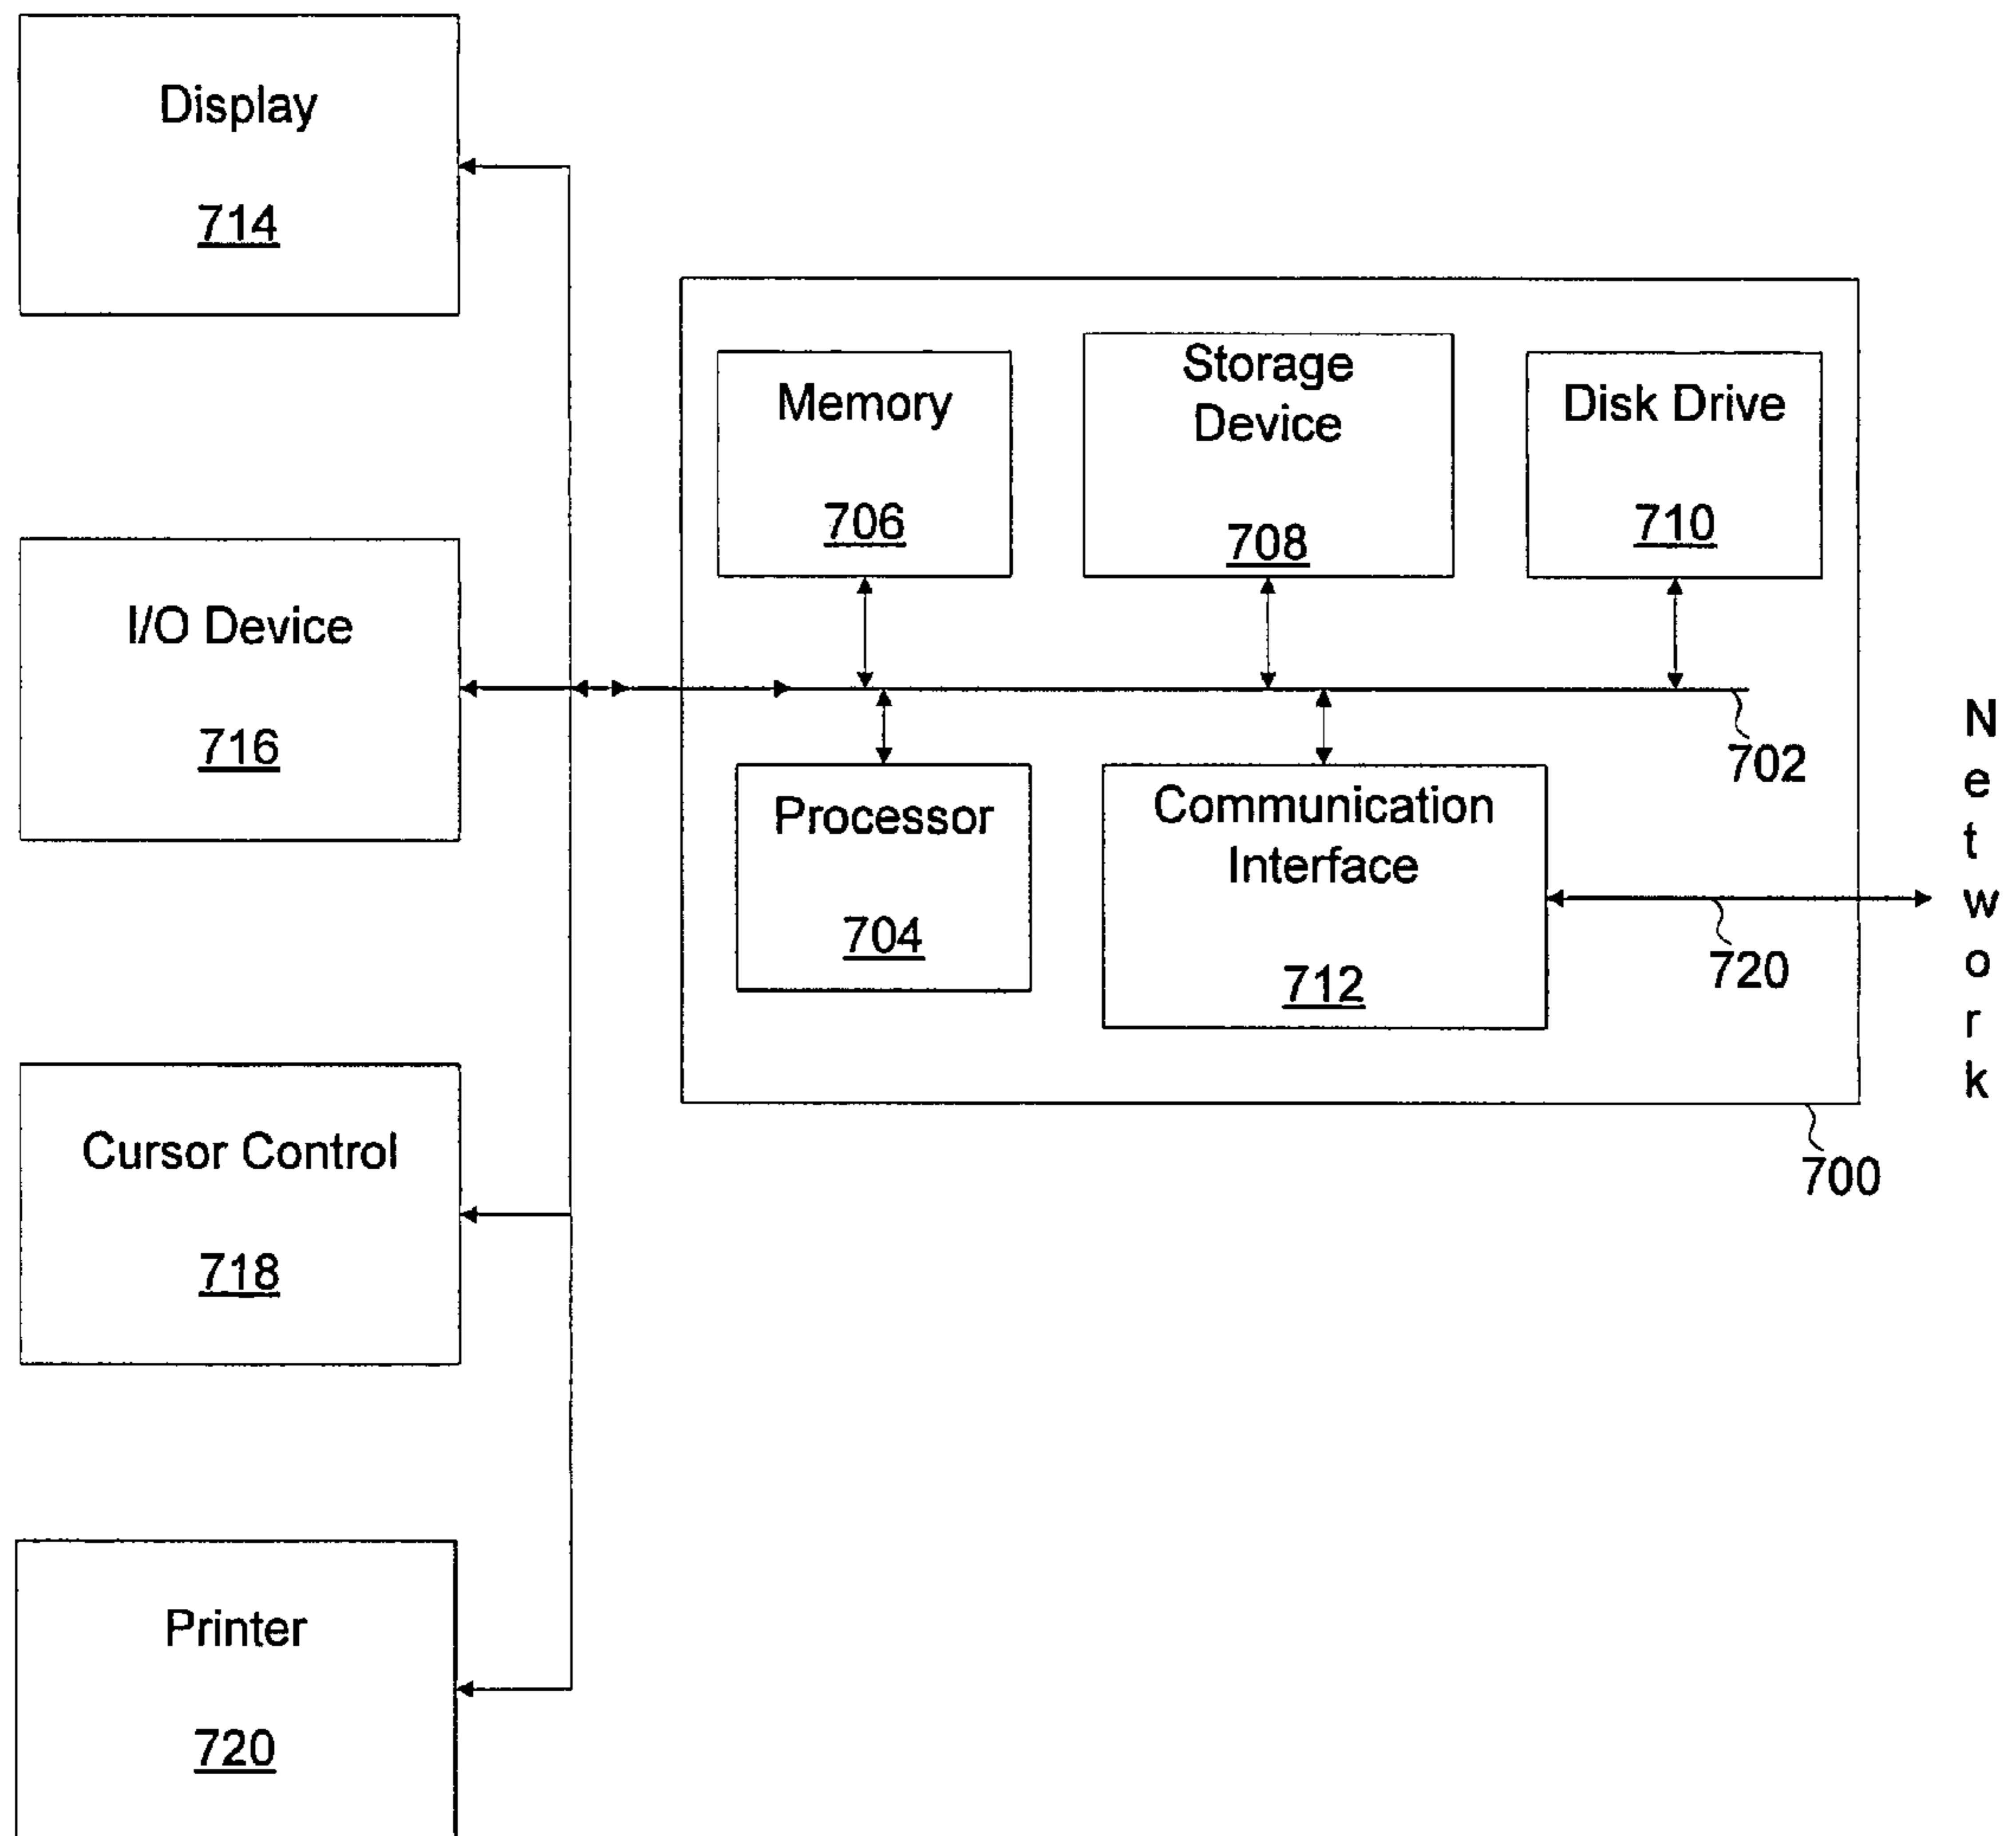 Display
714
I/O Device
716
Cursor Control
718
Printer
720
Memory
706
Storage
Device
708
Disk Drive
710
702
Processor
704
Communication
Interface
712
720
700
N
e
t
w
o
r
k